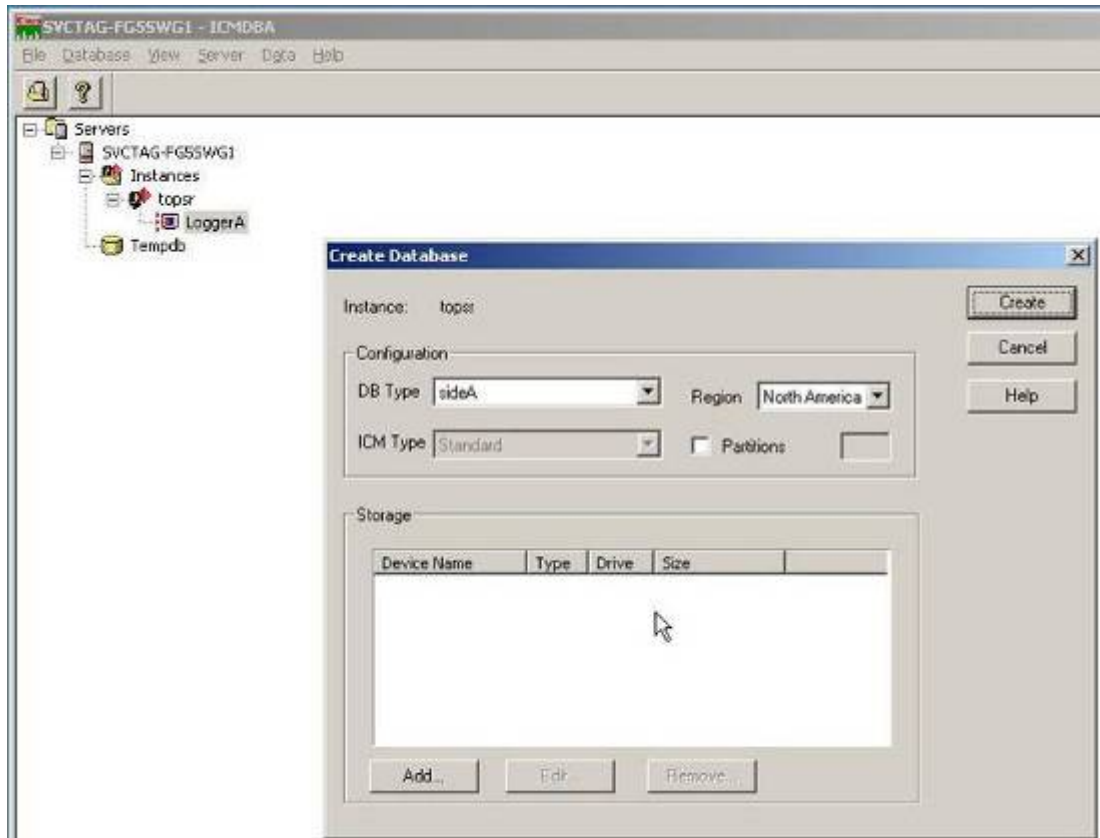 SVCTAG-FG5SWG1 - ICMDBA
File Database View Server Data Help
Servers
SVCTAG-FG5SWG1
Instances
topsr
LoggerA
Tempdb
Create Database
Instance: topsr
Create
Configuration
Cancel
DB Type sideA
Region North America
Help
ICM Type Standard
Partitions
Storage
Device Name Type Drive Size
Add... Edit... Remove...